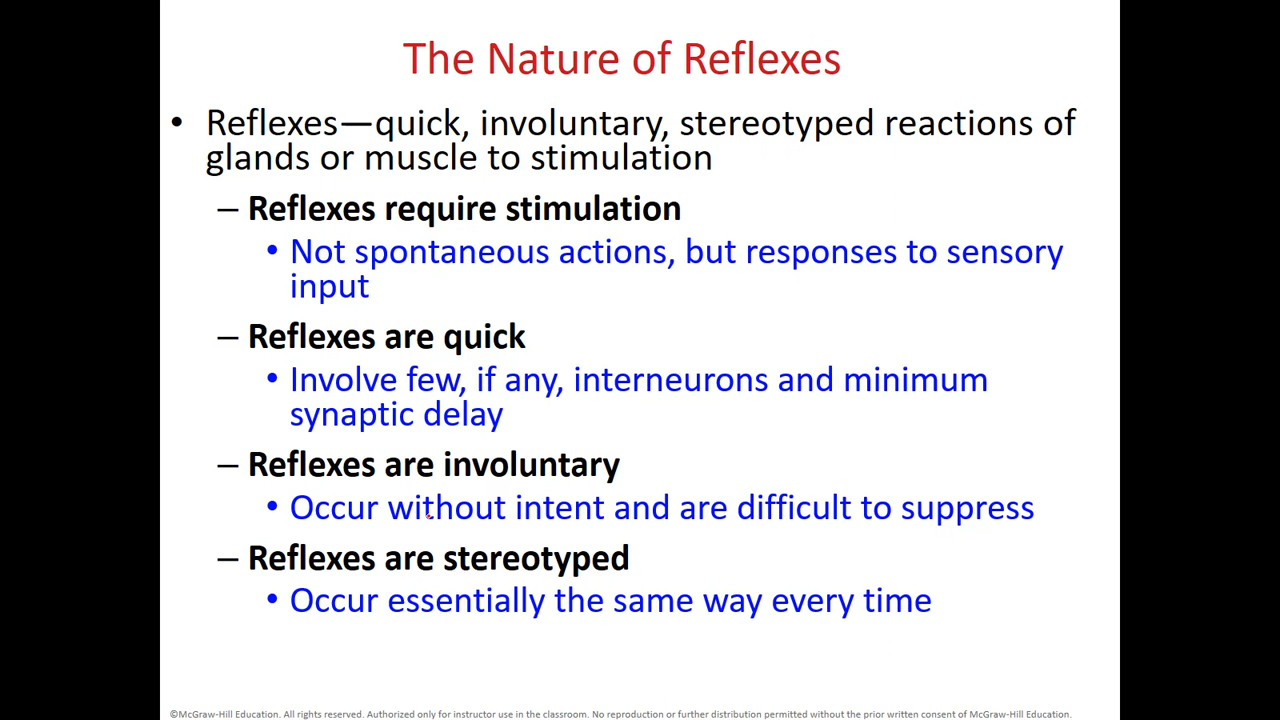 The Nature of Reflexes
• Reflexes—quick, involuntary, stereotyped reactions of
glands or muscle to stimulation
– Reflexes require stimulation
• Not spontaneous actions, but responses to sensory
input
– Reflexes are quick
• Involve few, if any, interneurons and minimum
synaptic delay
– Reflexes are involuntary
• Occur without intent and are difficult to suppress
– Reflexes are stereotyped
• Occur essentially the same way every time
©McGraw-Hill Education. All rights reserved. Authorized only for instructor use in the classroom. No reproduction or further distribution permitted without the prior written consent of McGraw-Hill Education.